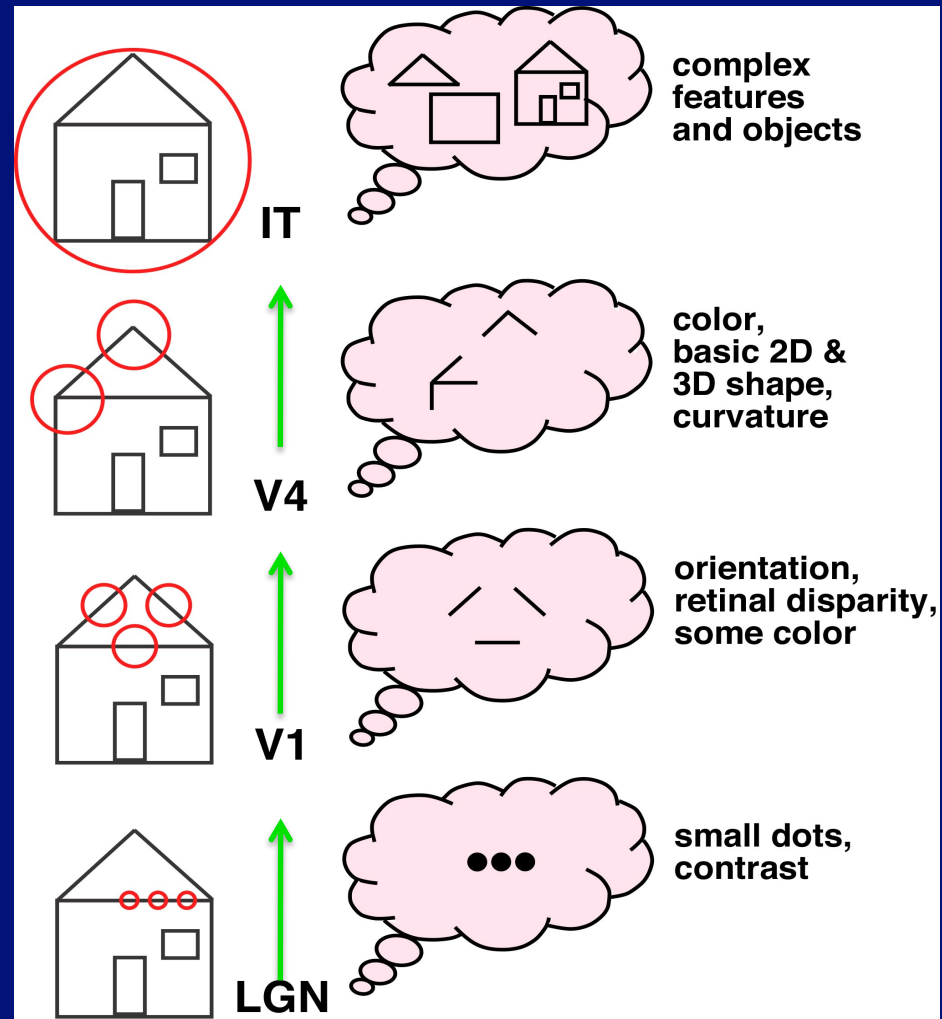 complex
features
and objects
IT
color,
basic 2D &
3D shape,
curvature
V4
orientation,
retinal disparity,
some color
V1
small dots,
contrast
LGN